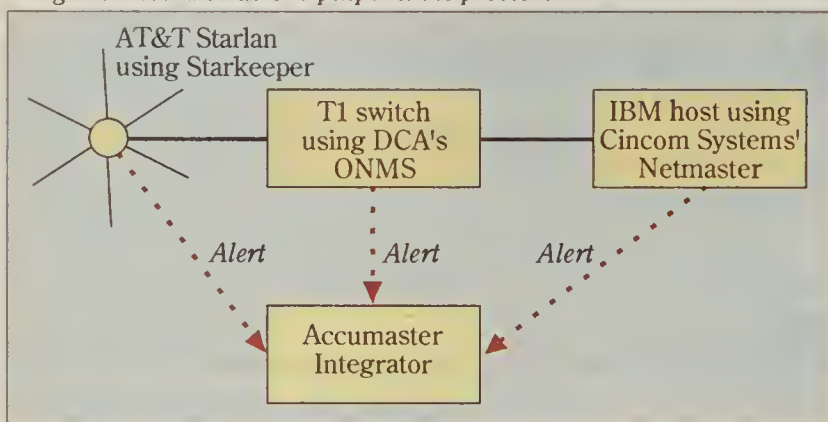 AT&T Starlan
using Starkeeper
T1 switch
using DCA's
ONMS
IBM host using
Cincom Systems'
Netmaster
Alert
Alert
Alert
Accumaster
Integrator